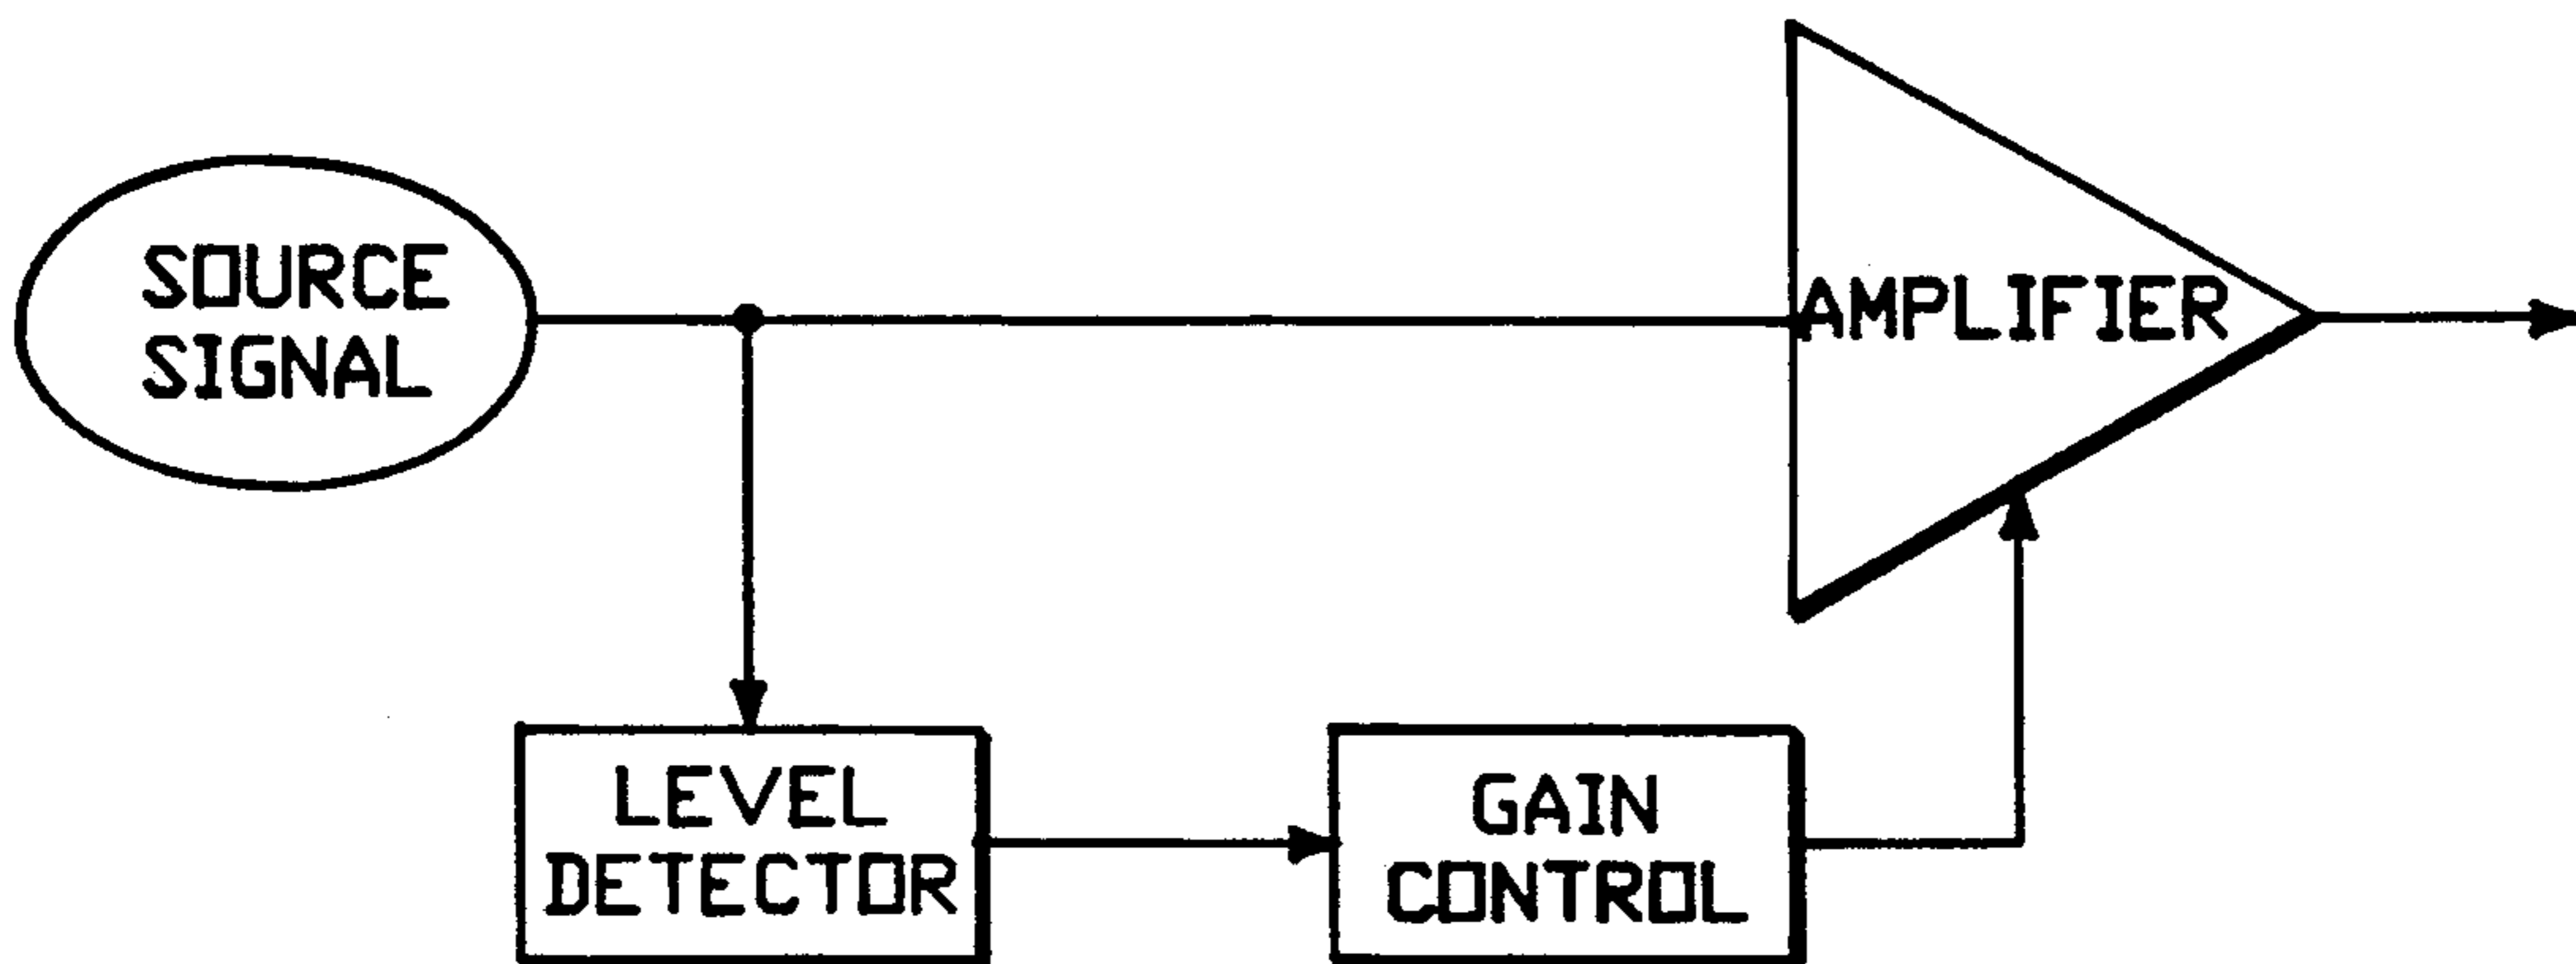 SOURCE
SIGNAL
AMPLIFIER
LEVEL
DETECTOR
GAIN
CONTROL